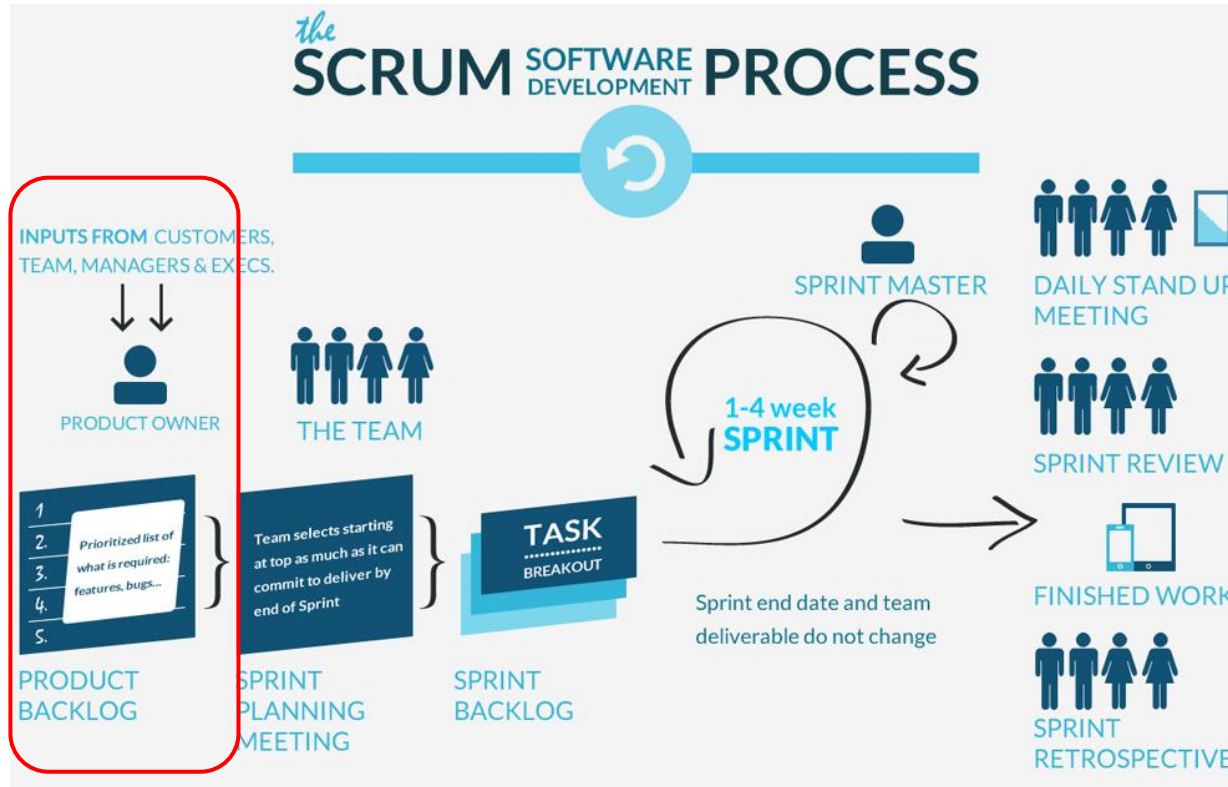 the
SCRUM SOFTWARE DEVELOPMENT PROCESS
INPUTS FROM CUSTOMERS,
TEAM, MANAGERS & EXECS.
PRODUCT OWNER
1
2.
3.
4.
5.
Prioritized list of
what is required:
features, bugs...
PRODUCT
BACKLOG
THE TEAM
Team selects starting
at top as much as it can
commit to deliver by
end of Sprint
SPRINT
PLANNING
MEETING
TASK
BREAKOUT
SPRINT
BACKLOG
SPRINT MASTER
1-4 week
SPRINT
Sprint end date and team
deliverable do not change
DAILY STAND UP
MEETING
SPRINT REVIEW
FINISHED WORK
SPRINT
RETROSPECTIVE